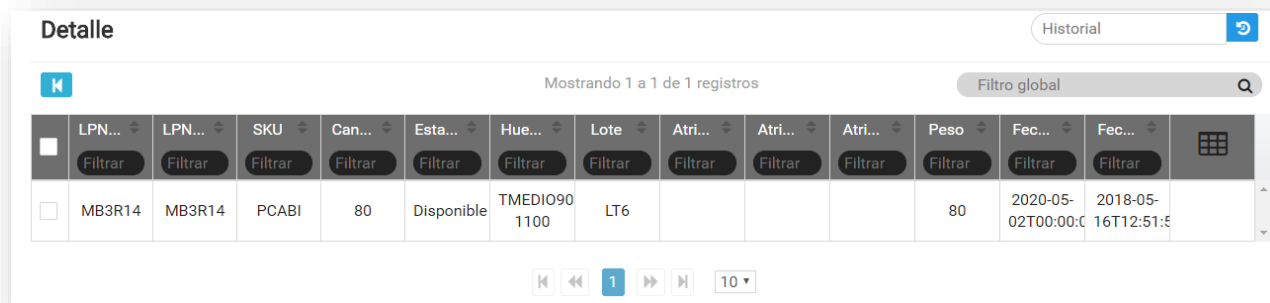 Detalle
Historial
Mostrando 1 a 1 de 1 registros
Filtro global
LPN... LPN... SKU Can... Esta... Hue... Lote Atri... Atri... Atri... Peso Fec... Fec...
Filtrar Filtrar Filtrar Filtrar Filtrar Filtrar Filtrar Filtrar Filtrar Filtrar Filtrar Filtrar Filtrar
MB3R14 MB3R14 PCABI 80 Disponible TMEDIO90 LT6 80 2020-05- 2018-05-
1100 02T00:00:0 16T12:51:5
1 10